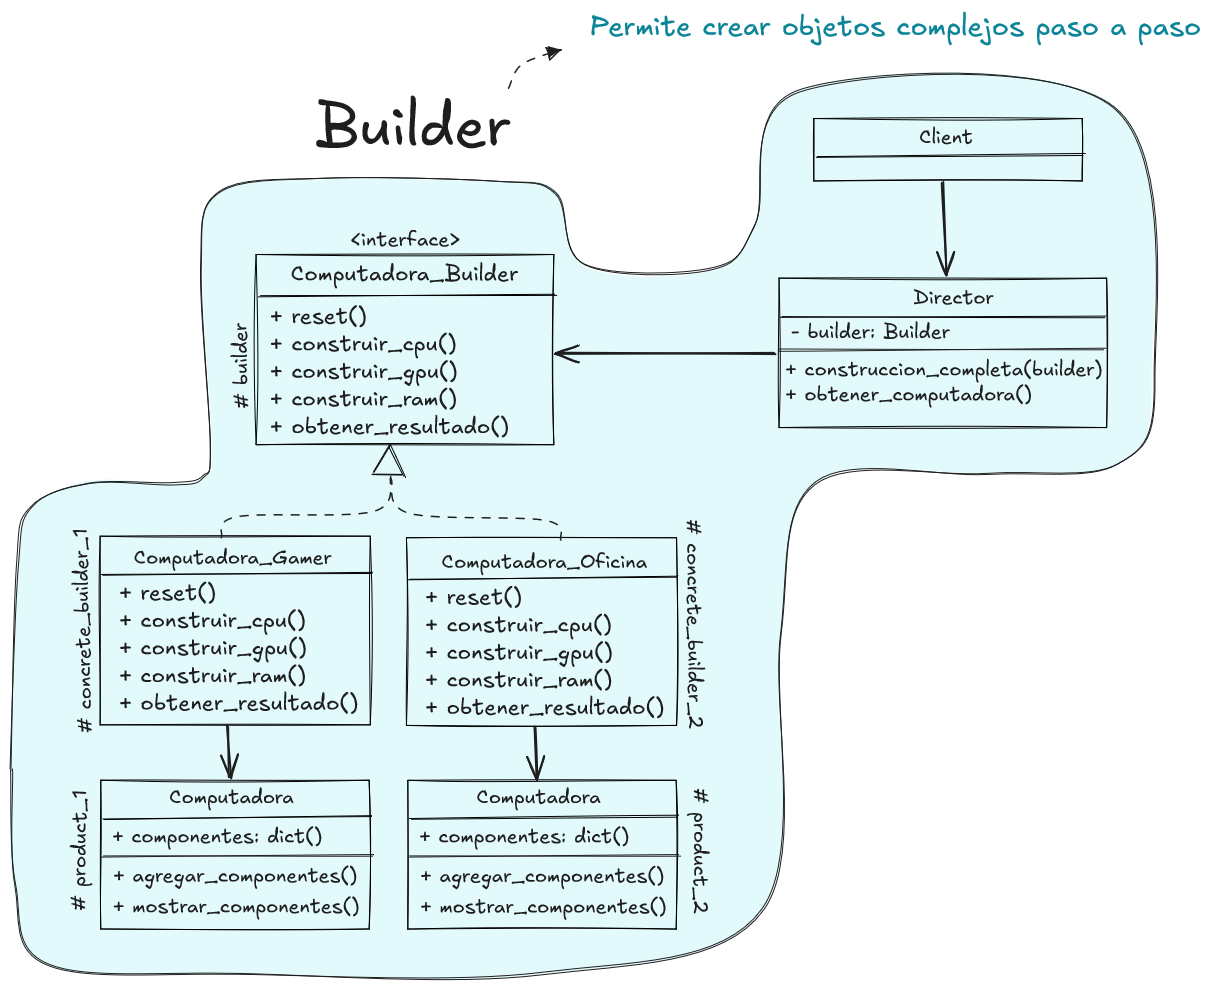 Permite crear objetos complejos paso a paso
Builder
Client
<interface>
Computadora_Builder
+ reset()
+ construir_cpu()
+ construir_gpu()
+ construir_ram()
+ obtener_resultado()
# builder
Director
- builder: Builder
+ construccion_completa(builder)
+ obtener_computadora()
# concrete_builder_1
Computadora_Gamer
+ reset()
+ construir_cpu()
+ construir_gpu()
+ construir_ram()
+ obtener_resultado()
Computadora_Oficina
+ reset()
+ construir_cpu()
+ construir_gpu()
+ construir_ram()
+ obtener_resultado()
# concrete_builder_2
# product_1
Computadora
+ componentes: dict()
+ agregar_componentes()
+ mostrar_componentes()
Computadora
+ componentes: dict()
+ agregar_componentes()
+ mostrar_componentes()
# product_2